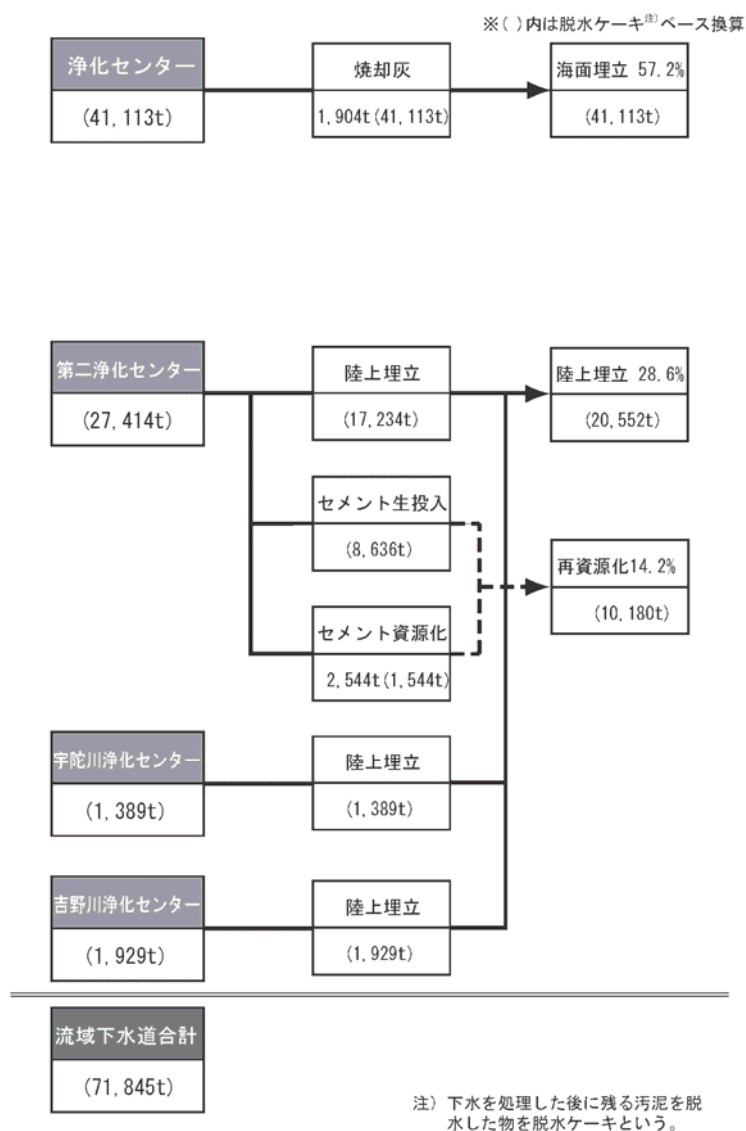 ※( )内は脱水ケーキ注)ベース換算
浄化センター
(41,113t)
焼却灰
1,904t(41,113t)
海面埋立 57.2%
(41,113t)
第二浄化センター
(27,414t)
陸上埋立
(17,234t)
陸上埋立 28.6%
(20,552t)
セメント生投入
(8,636t)
再資源化14.2%
(10,180t)
セメント資源化
2,544t(1,544t)
宇陀川浄化センター
(1,389t)
陸上埋立
(1,389t)
吉野川浄化センター
(1,929t)
陸上埋立
(1,929t)
流域下水道合計
(71,845t)
注) 下水を処理した後に残る汚泥を脱
水した物を脱水ケーキという。